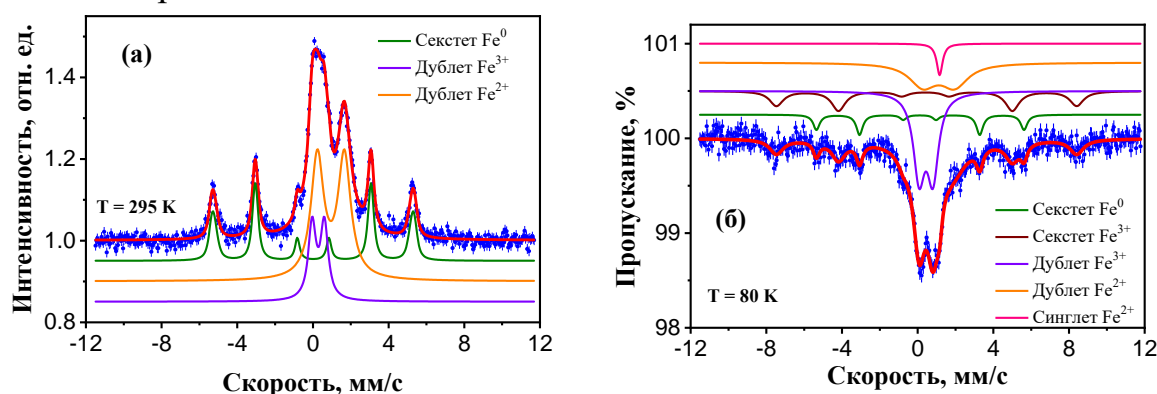 (а)
Секстет Fe⁰
Дублет Fe³⁺
Дублет Fe²⁺
T = 295 K
Интенсивность, отн. ед.
1.4
1.2
1.0
0.8
-12 -8 -4 0 4 8 12
Скорость, мм/с
101
100
99
98
Пропускание, %
(б)
Секстет Fe⁰
Секстет Fe³⁺
Дублет Fe³⁺
Дублет Fe²⁺
Синглет Fe²⁺
T = 80 K
-12 -8 -4 0 4 8 12
Скорость, мм/с